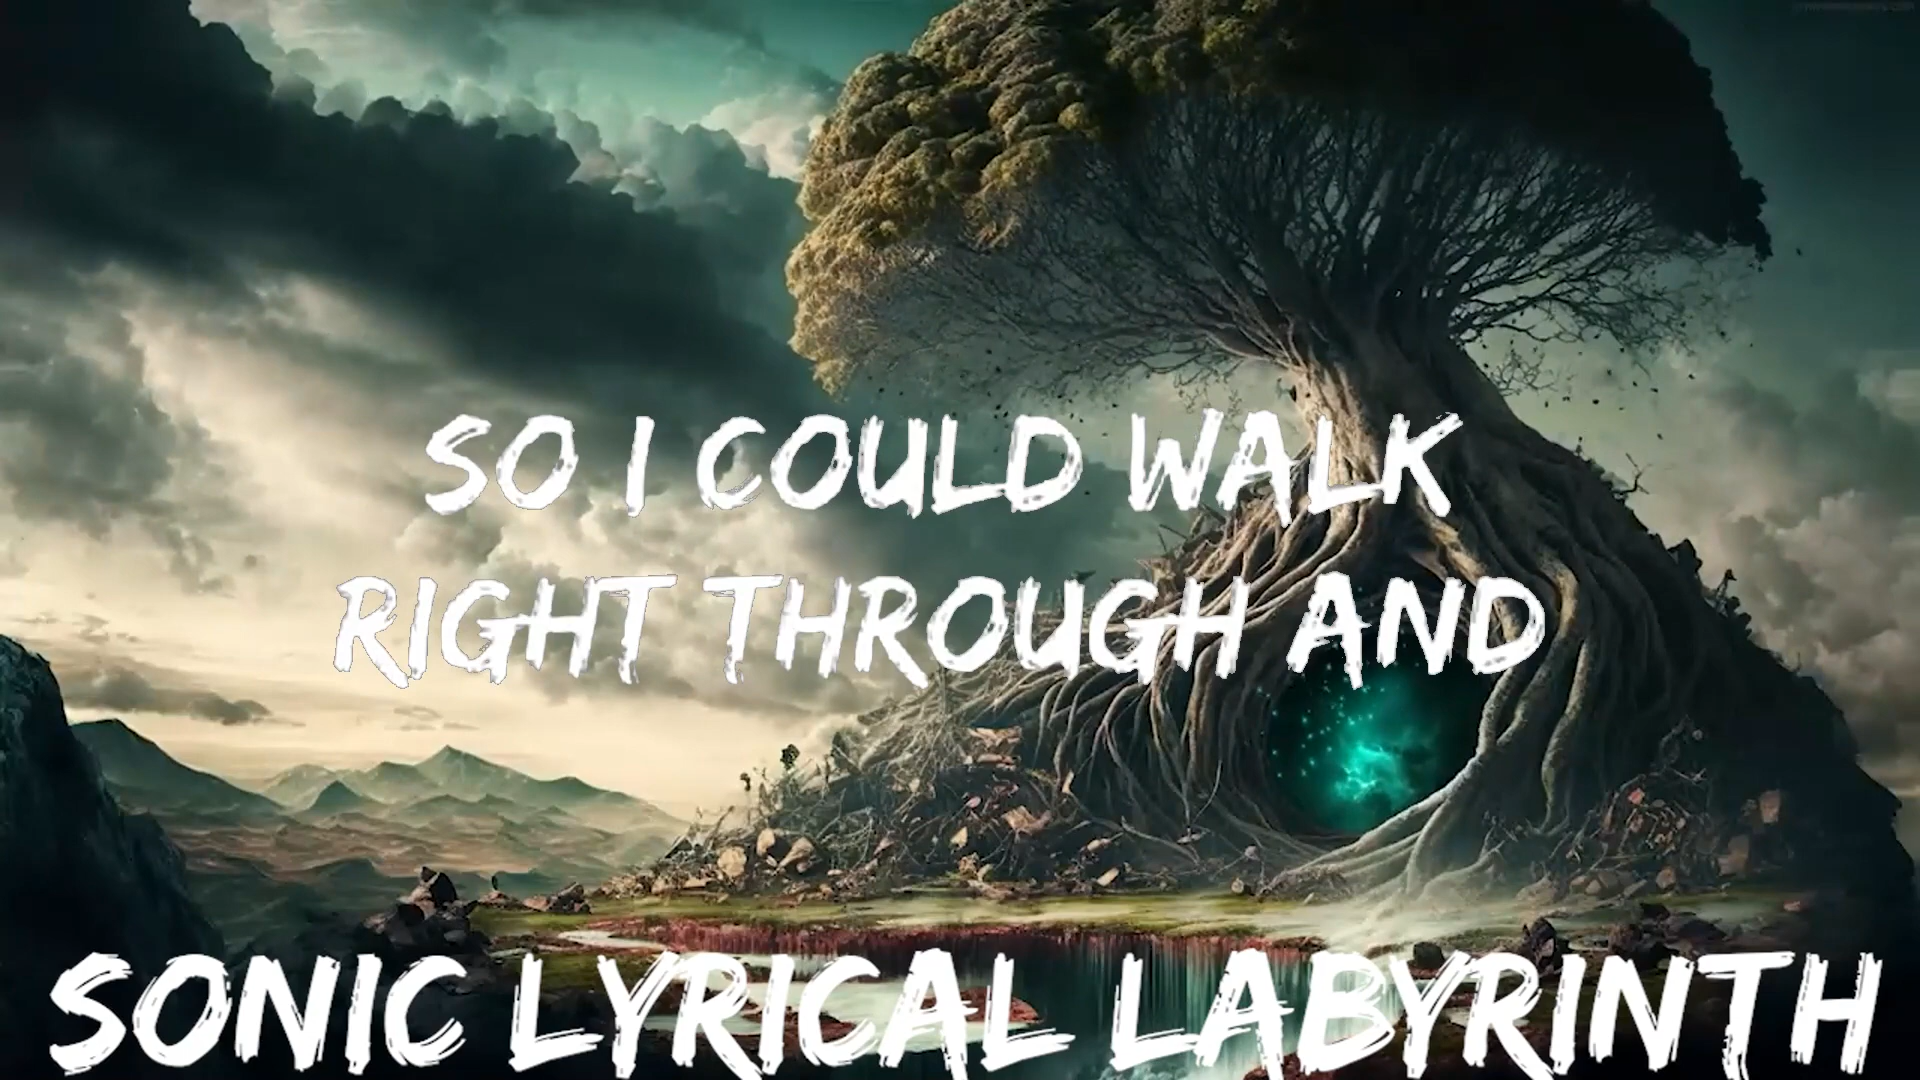 SO I COULD WALK
RIGHT THROUGH AND
SONIC LYRICAL LABYRINTH